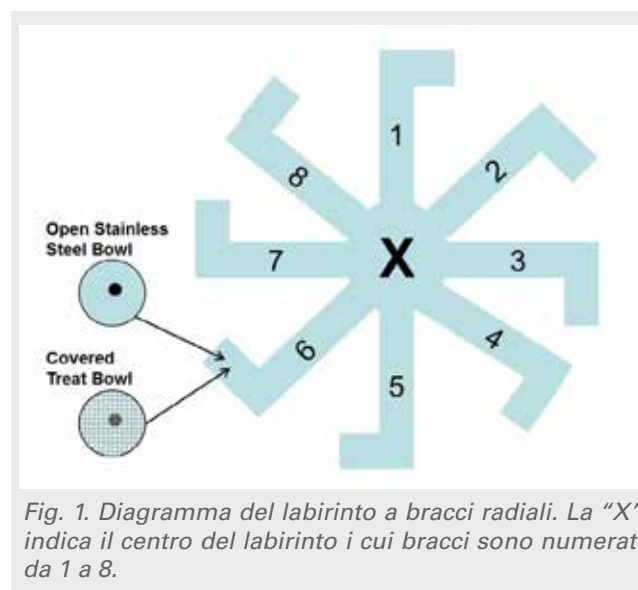 1
2
3
4
5
6
7
8
X
Open Stainless
Steel Bowl
Covered
Treat Bowl
Fig. 1. Diagramma del labirinto a bracci radiali. La “X”
indica il centro del labirinto i cui bracci sono numerat
da 1 a 8.